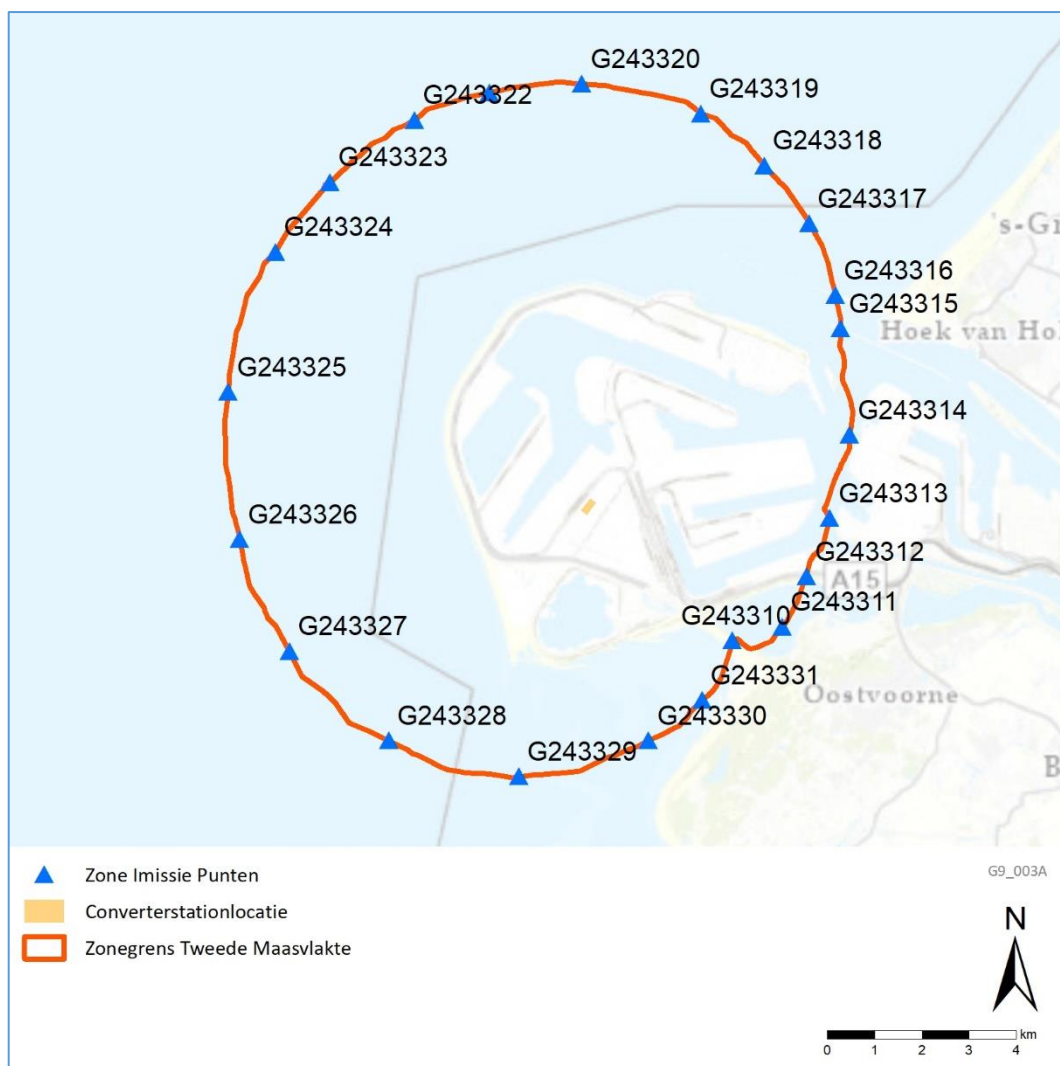 G243320
G243319
G243322
G243318
G243323
G243317
's-Gr
G243324
G243316
G243315
Hoek van Hol
G243325
G243314
G243313
G243326
G243312
A15
G243311
G243310
G243327
G243331
Oostvoorne
G243328
G243330
G243329
B
Zone Imissie Punten
G9_003A
Converterstationlocatie
Zonegrens Tweede Maasvlakte
N
km
0 1 2 3 4